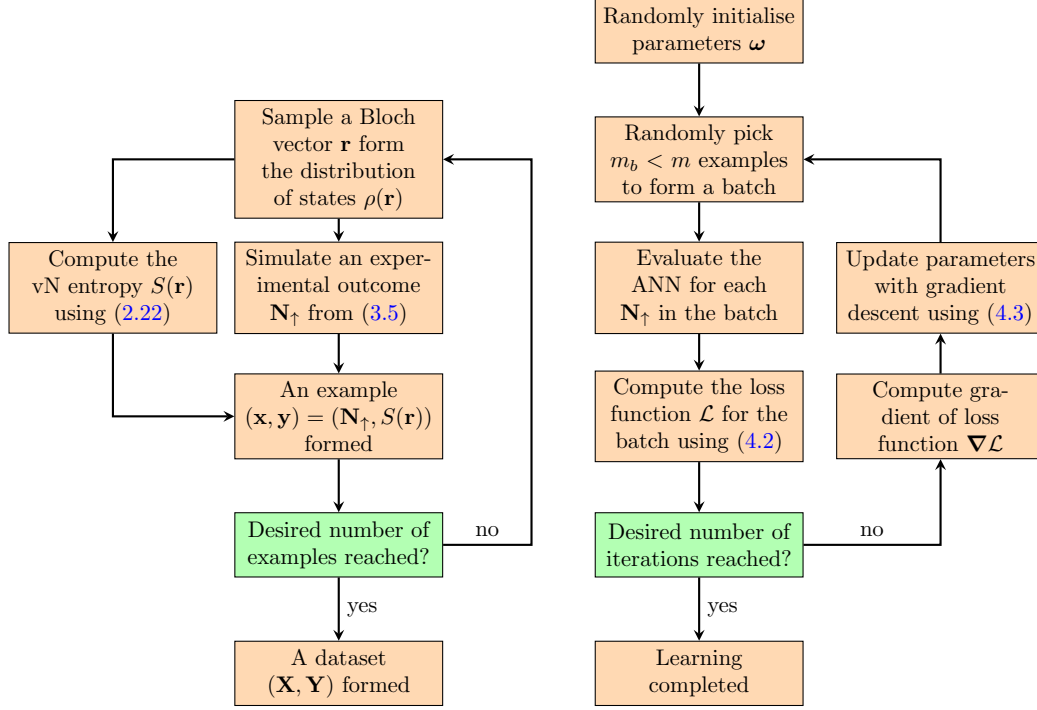 Sample a Bloch
vector r form
the distribution
of states ρ(r)
Compute the
vN entropy S(r)
using (2.22)
Simulate an exper-
imental outcome
N↑ from (3.5)
An example
(x, y) = (N↑, S(r))
formed
Desired number of
examples reached?
no
yes
A dataset
(X, Y) formed
Randomly initialise
parameters ω
Randomly pick
m_b < m examples
to form a batch
Evaluate the
ANN for each
N↑ in the batch
Compute the loss
function ℒ for the
batch using (4.2)
Desired number of
iterations reached?
no
Compute gra-
dient of loss
function ∇ℒ
Update parameters
with gradient
descent using (4.3)
yes
Learning
completed